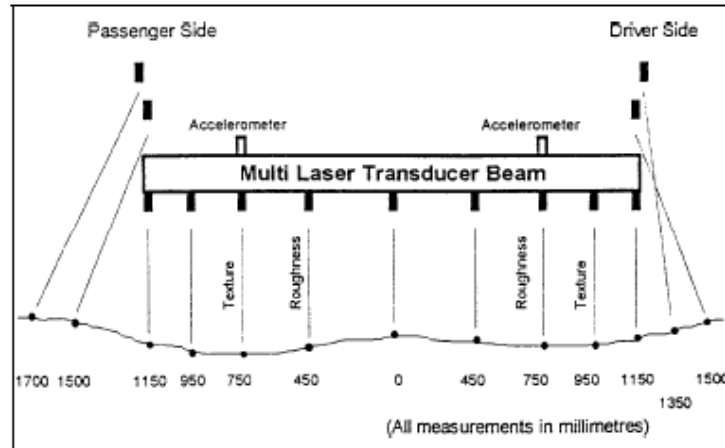 Passenger Side
Driver Side
Accelerometer
Accelerometer
Multi Laser Transducer Beam
Texture
Roughness
Roughness
Texture
1700 1500 1150 950 750 450 0 450 750 950 1150 1500
1350
(All measurements in millimetres)